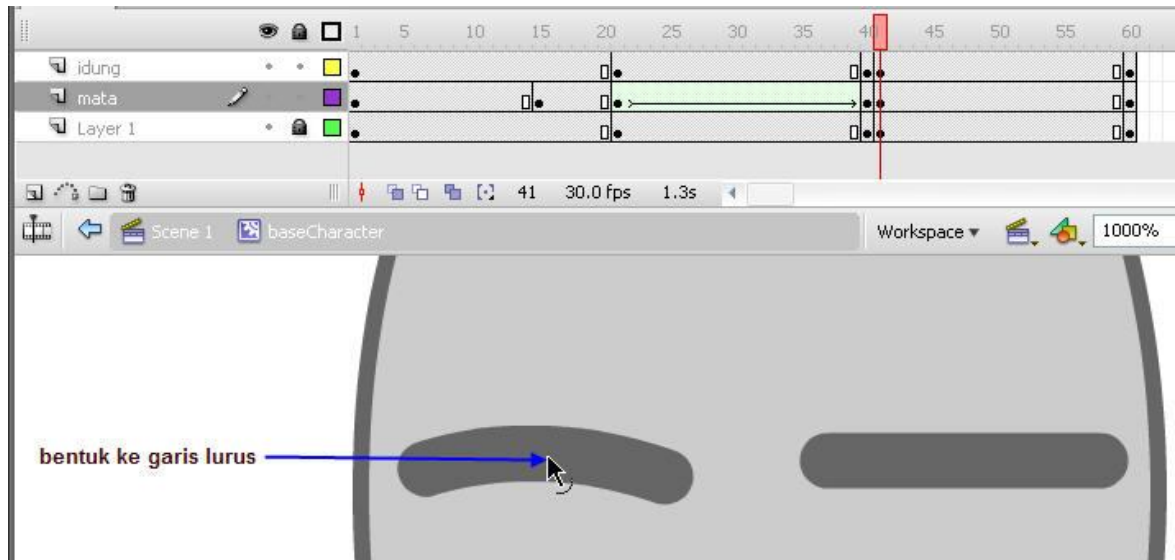 1 5 10 15 20 25 30 35 40 45 50 55 60
idung
mata
Layer 1
41 30.0 fps 1.3s
Scene 1 baseCharacter Workspace 1000%
bentuk ke garis lurus